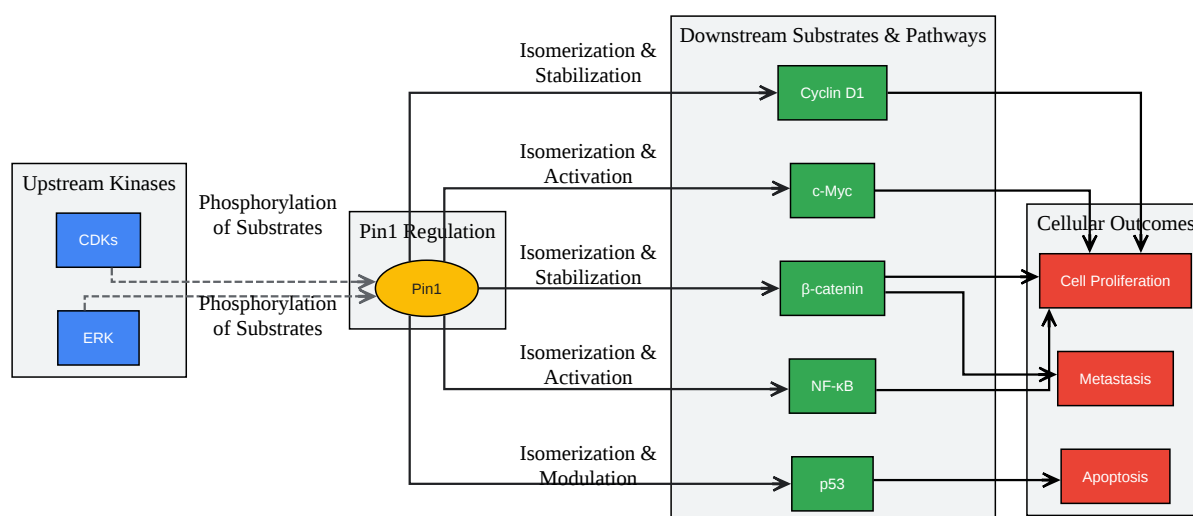 Upstream Kinases
CDKs
ERK
Phosphorylation
of Substrates
Phosphorylation
of Substrates
Pin1 Regulation
Pin1
Isomerization &
Stabilization
Isomerization &
Activation
Isomerization &
Stabilization
Isomerization &
Activation
Isomerization &
Modulation
Downstream Substrates & Pathways
Cyclin D1
c-Myc
β-catenin
NF-κB
p53
Cellular Outcomes
Cell Proliferation
Metastasis
Apoptosis